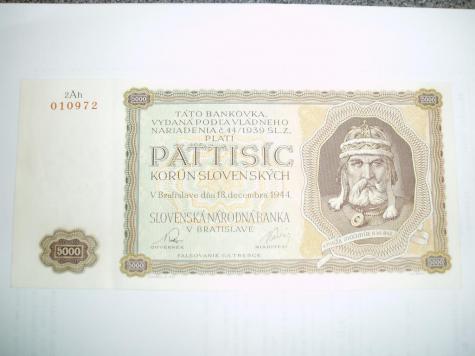 2Ah
010972
5000
5000
TÁTO BANKOVKA,
VYDANÁ PODĽA VLÁDNEHO
NARIADENIA č. 44/1939 SL. Z.,
PLATÍ
PÄŤTISÍC
KORÚN SLOVENSKÝCH
V Bratislave dňa 18. decembra 1944.
SLOVENSKÁ NÁRODNÁ BANKA
V BRATISLAVE
GUVERNÉR
FALŠOVANIE SA TRESCE
5000
5000
5000